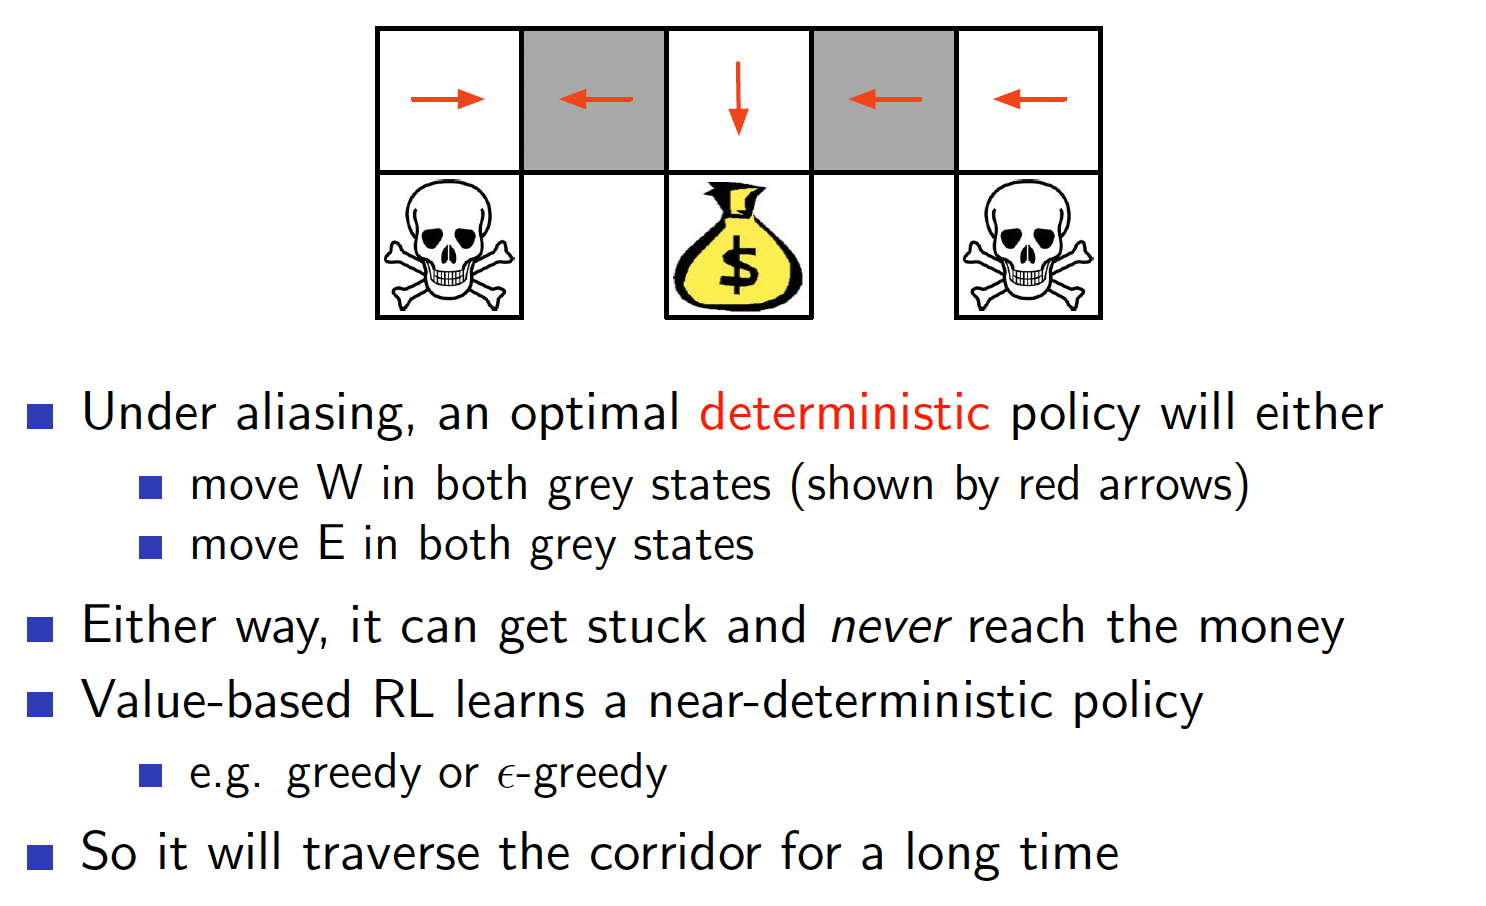 $
Under aliasing, an optimal deterministic policy will either
move W in both grey states (shown by red arrows)
move E in both grey states
Either way, it can get stuck and never reach the money
Value-based RL learns a near-deterministic policy
e.g. greedy or ϵ-greedy
So it will traverse the corridor for a long time